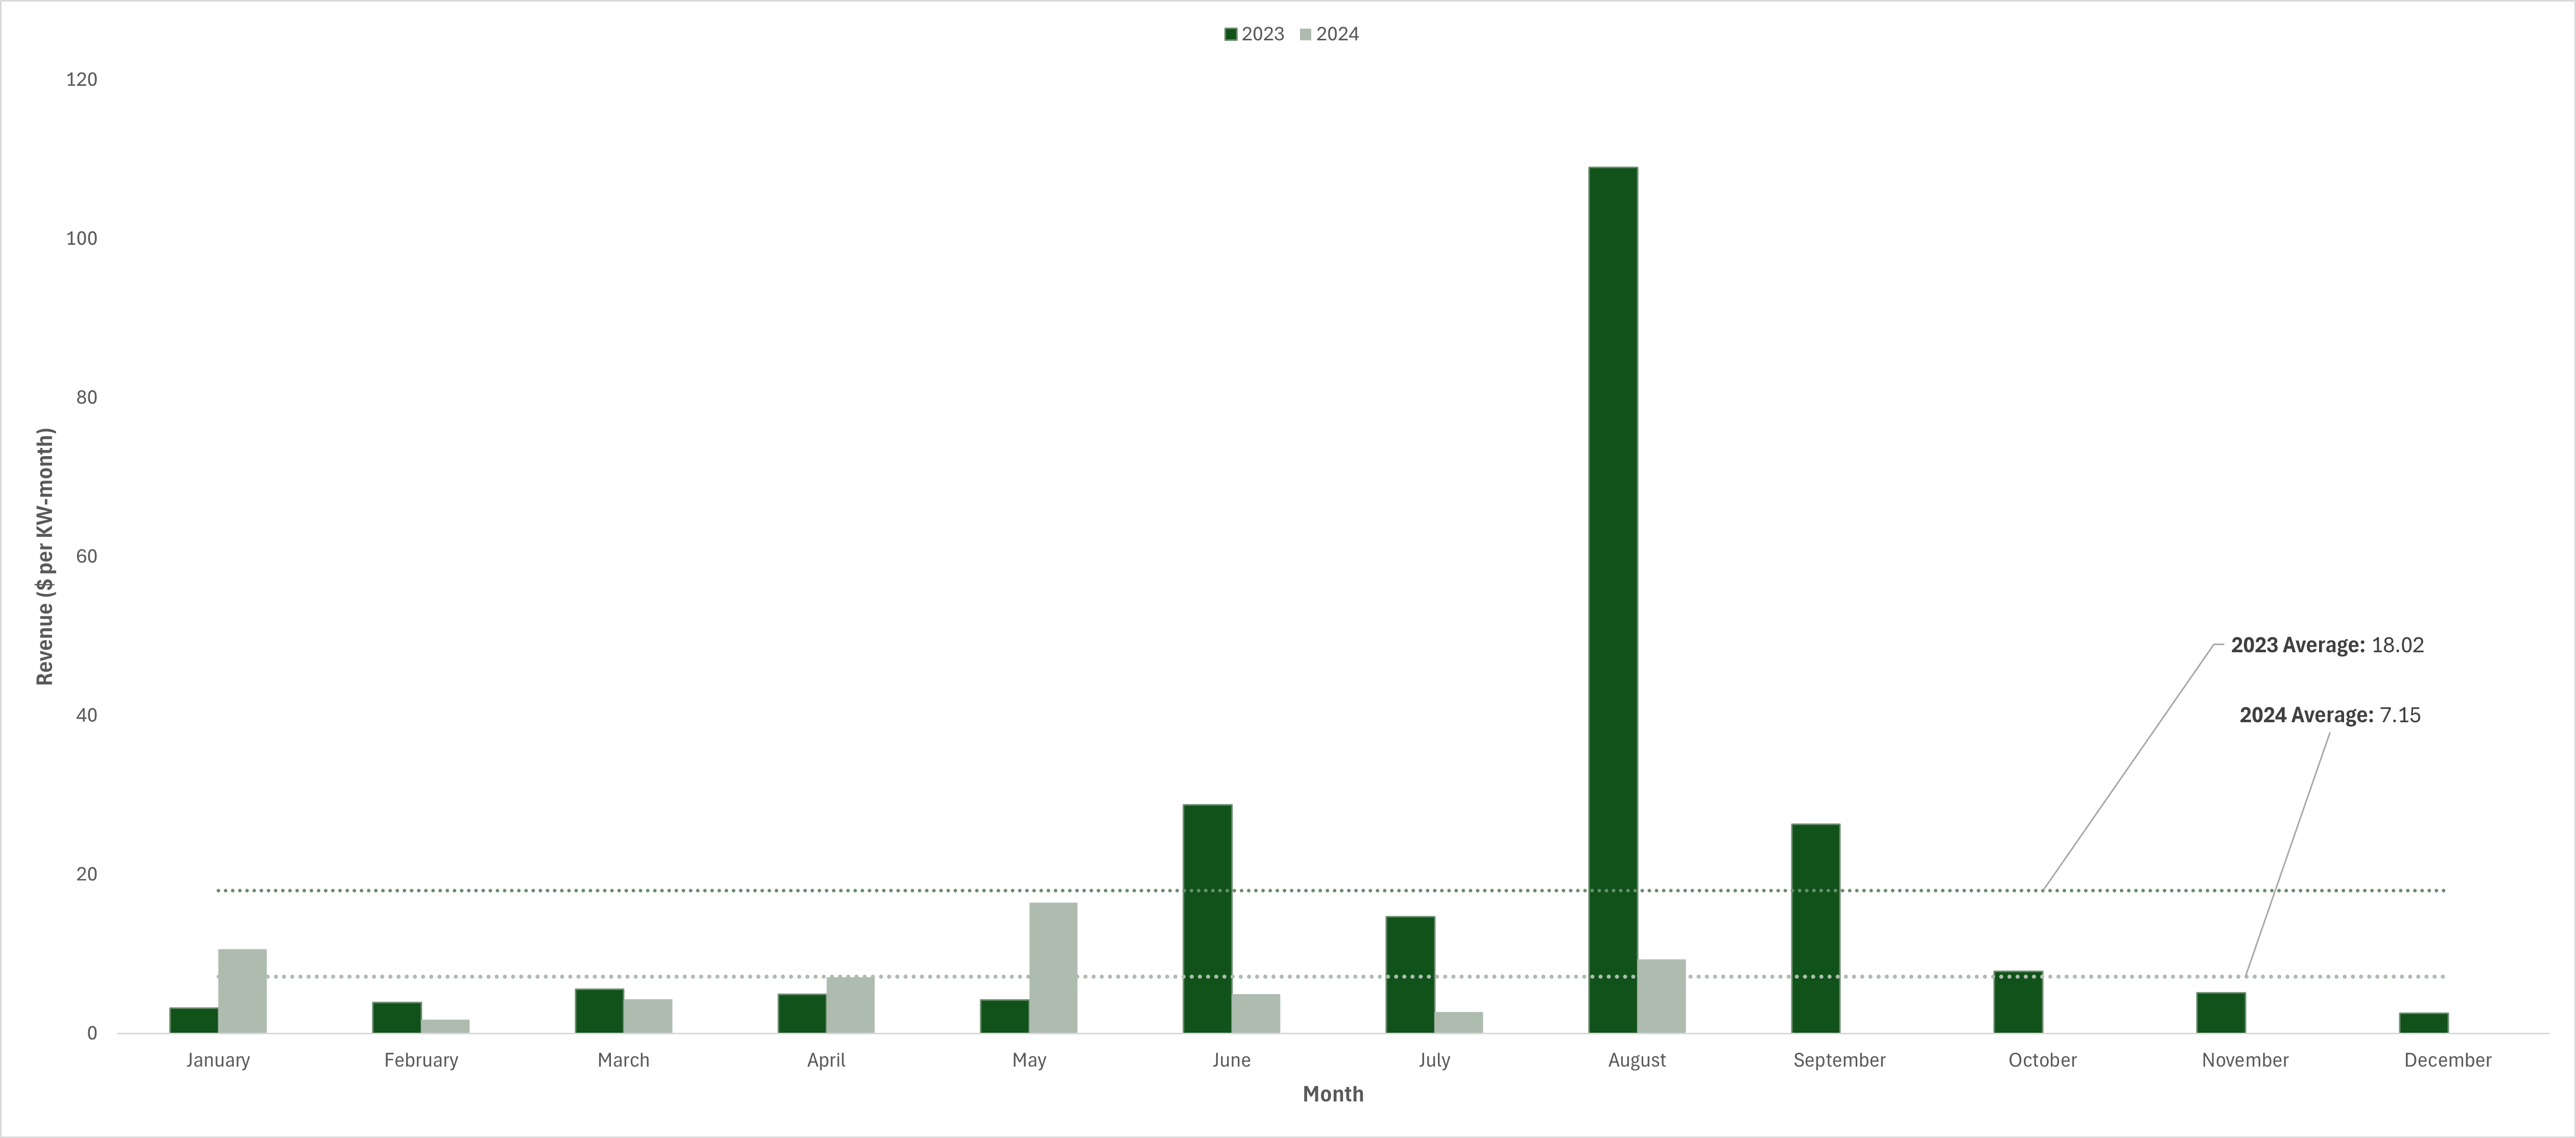 2023 2024
120
100
80
60
40
20
0
Revenue ($ per KW-month)
2023 Average: 18.02
2024 Average: 7.15
January February March April May June July August September October November December
Month